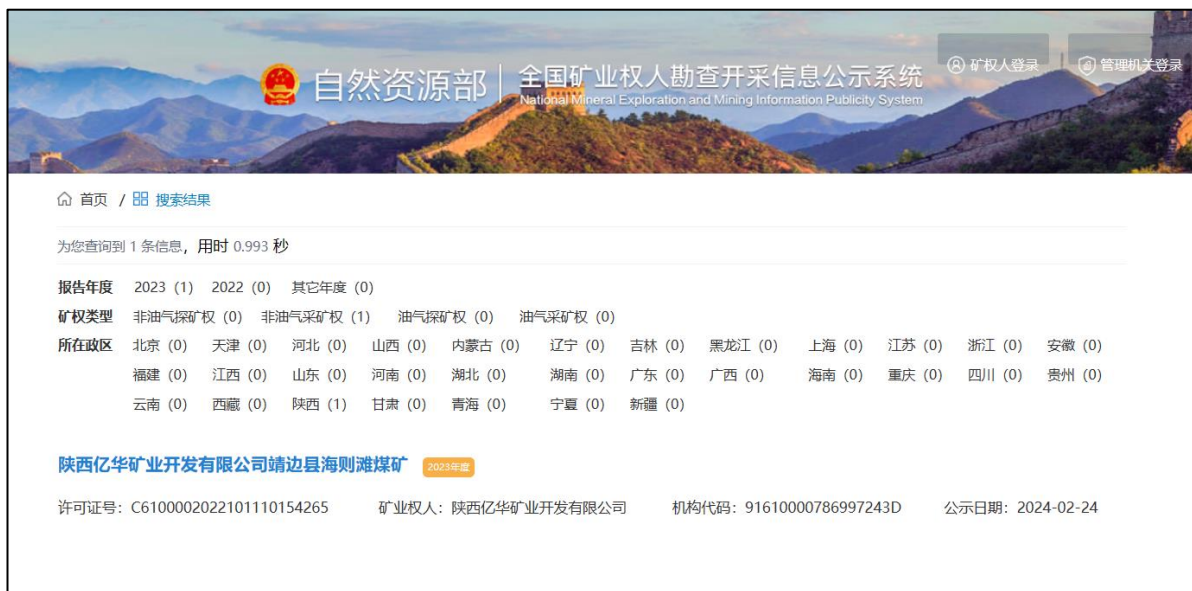 矿权人登录 管理机关登录
自然资源部 全国矿业权人勘查开采信息公示系统
National Mineral Exploration and Mining Information Publicity System
首页 / 搜索结果
为您查询到 1 条信息，用时 0.993 秒
报告年度 2023 (1) 2022 (0) 其它年度 (0)
矿权类型 非油气探矿权 (0) 非油气采矿权 (1) 油气探矿权 (0) 油气采矿权 (0)
所在政区 北京 (0) 天津 (0) 河北 (0) 山西 (0) 内蒙古 (0) 辽宁 (0) 吉林 (0) 黑龙江 (0) 上海 (0) 江苏 (0) 浙江 (0) 安徽 (0)
福建 (0) 江西 (0) 山东 (0) 河南 (0) 湖北 (0) 湖南 (0) 广东 (0) 广西 (0) 海南 (0) 重庆 (0) 四川 (0) 贵州 (0)
云南 (0) 西藏 (0) 陕西 (1) 甘肃 (0) 青海 (0) 宁夏 (0) 新疆 (0)
陕西亿华矿业开发有限公司靖边县海则滩煤矿 2023年度
许可证号：C6100002022101110154265 矿业权人：陕西亿华矿业开发有限公司 机构代码：91610000786997243D 公示日期：2024-02-24